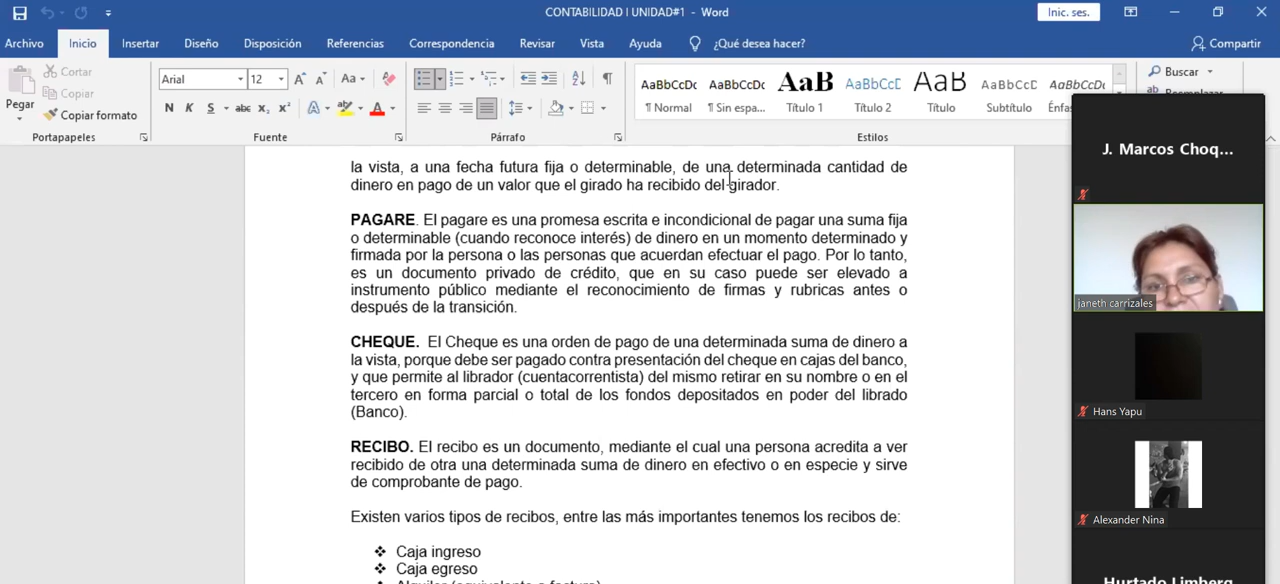 CONTABILIDAD I UNIDAD#1 - Word
Inic. ses.
Archivo Inicio Insertar Diseño Disposición Referencias Correspondencia Revisar Vista Ayuda ¿Qué desea hacer? Compartir
Pegar
Cortar
Copiar
Copiar formato
Portapapeles
Arial 12
N K S abc x₂ x²
Fuente
Párrafo
AaBbCcDc AaBbCcDc AaB AaBbCcD AaB AaBbCcD AaBbCcDc
¶ Normal ¶ Sin espa... Título 1 Título 2 Título Subtítulo
Estilos
Buscar
la vista, a una fecha futura fija o determinable, de una determinada cantidad de
dinero en pago de un valor que el girado ha recibido del girador.
PAGARE. El pagare es una promesa escrita e incondicional de pagar una suma fija
o determinable (cuando reconoce interés) de dinero en un momento determinado y
firmada por la persona o las personas que acuerdan efectuar el pago. Por lo tanto,
es un documento privado de crédito, que en su caso puede ser elevado a
instrumento público mediante el reconocimiento de firmas y rubricas antes o
después de la transición.
CHEQUE. El Cheque es una orden de pago de una determinada suma de dinero a
la vista, porque debe ser pagado contra presentación del cheque en cajas del banco,
y que permite al librador (cuentacorrentista) del mismo retirar en su nombre o en el
tercero en forma parcial o total de los fondos depositados en poder del librado
(Banco).
RECIBO. El recibo es un documento, mediante el cual una persona acredita a ver
recibido de otra una determinada suma de dinero en efectivo o en especie y sirve
de comprobante de pago.
Existen varios tipos de recibos, entre las más importantes tenemos los recibos de:
❖ Caja ingreso
❖ Caja egreso
J. Marcos Choq...
janeth carrizales
Hans Yapu
Alexander Nina
Hurtado Limberg